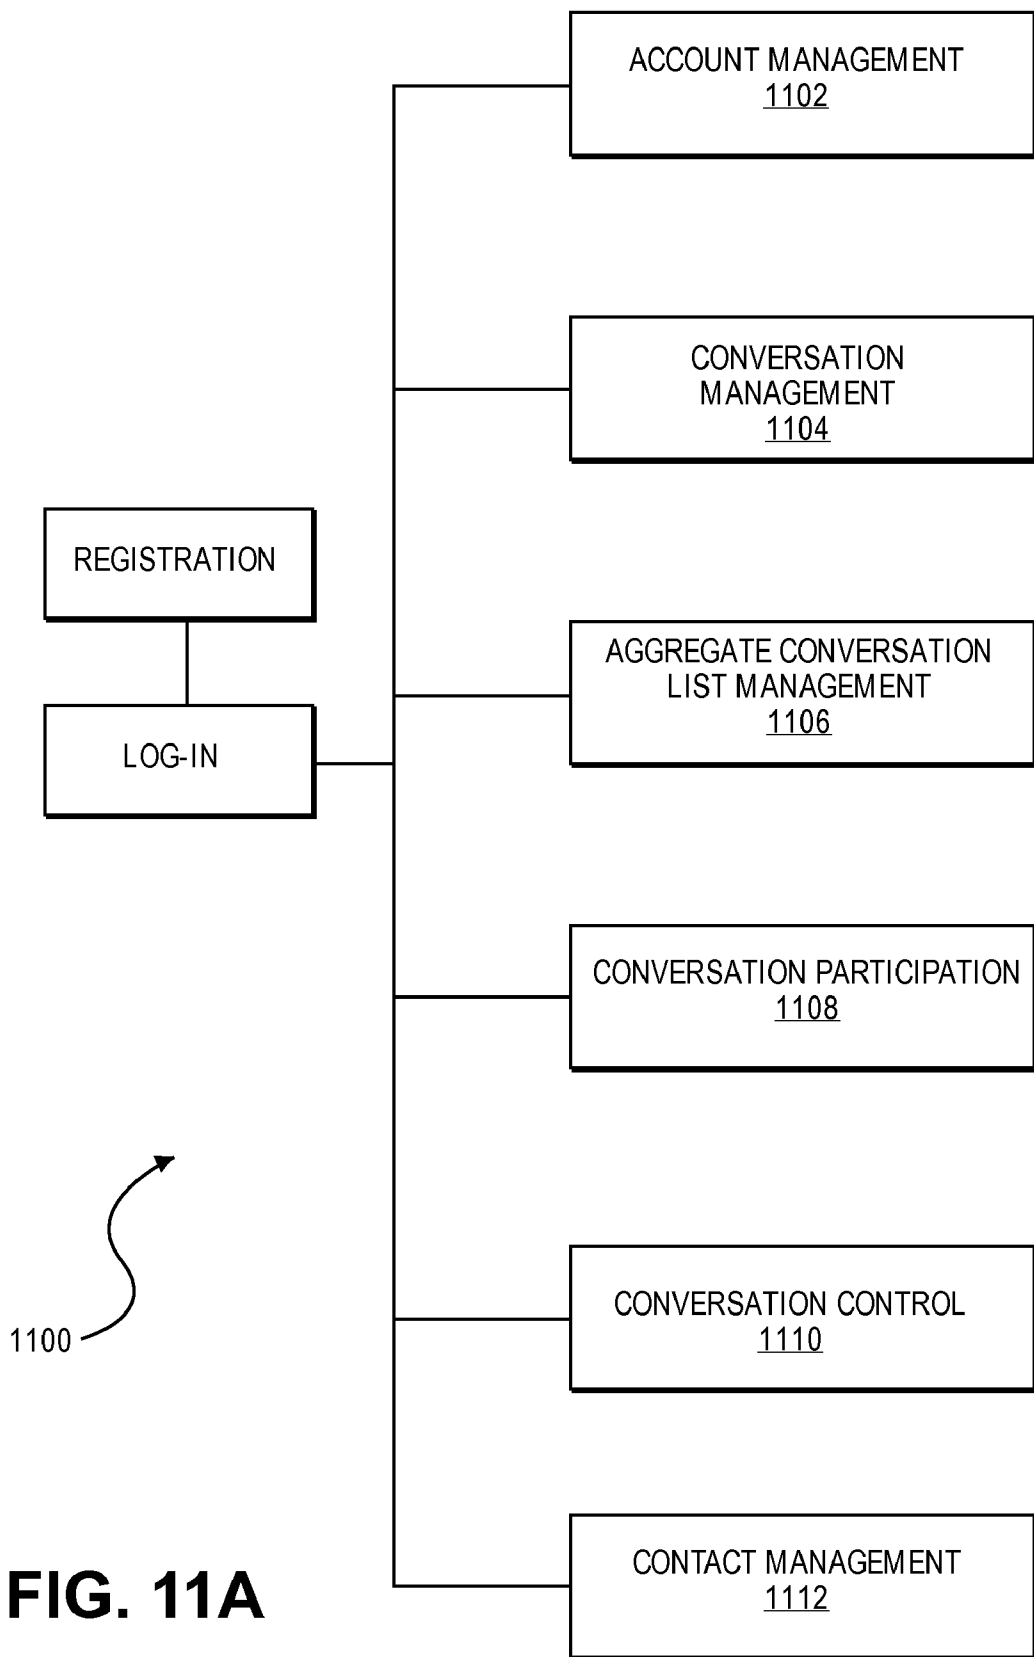 ACCOUNT MANAGEMENT
1102
CONVERSATION
MANAGEMENT
1104
REGISTRATION
AGGREGATE CONVERSATION
LIST MANAGEMENT
1106
LOG-IN
CONVERSATION PARTICIPATION
1108
CONVERSATION CONTROL
1110
1100
CONTACT MANAGEMENT
1112
FIG. 11A